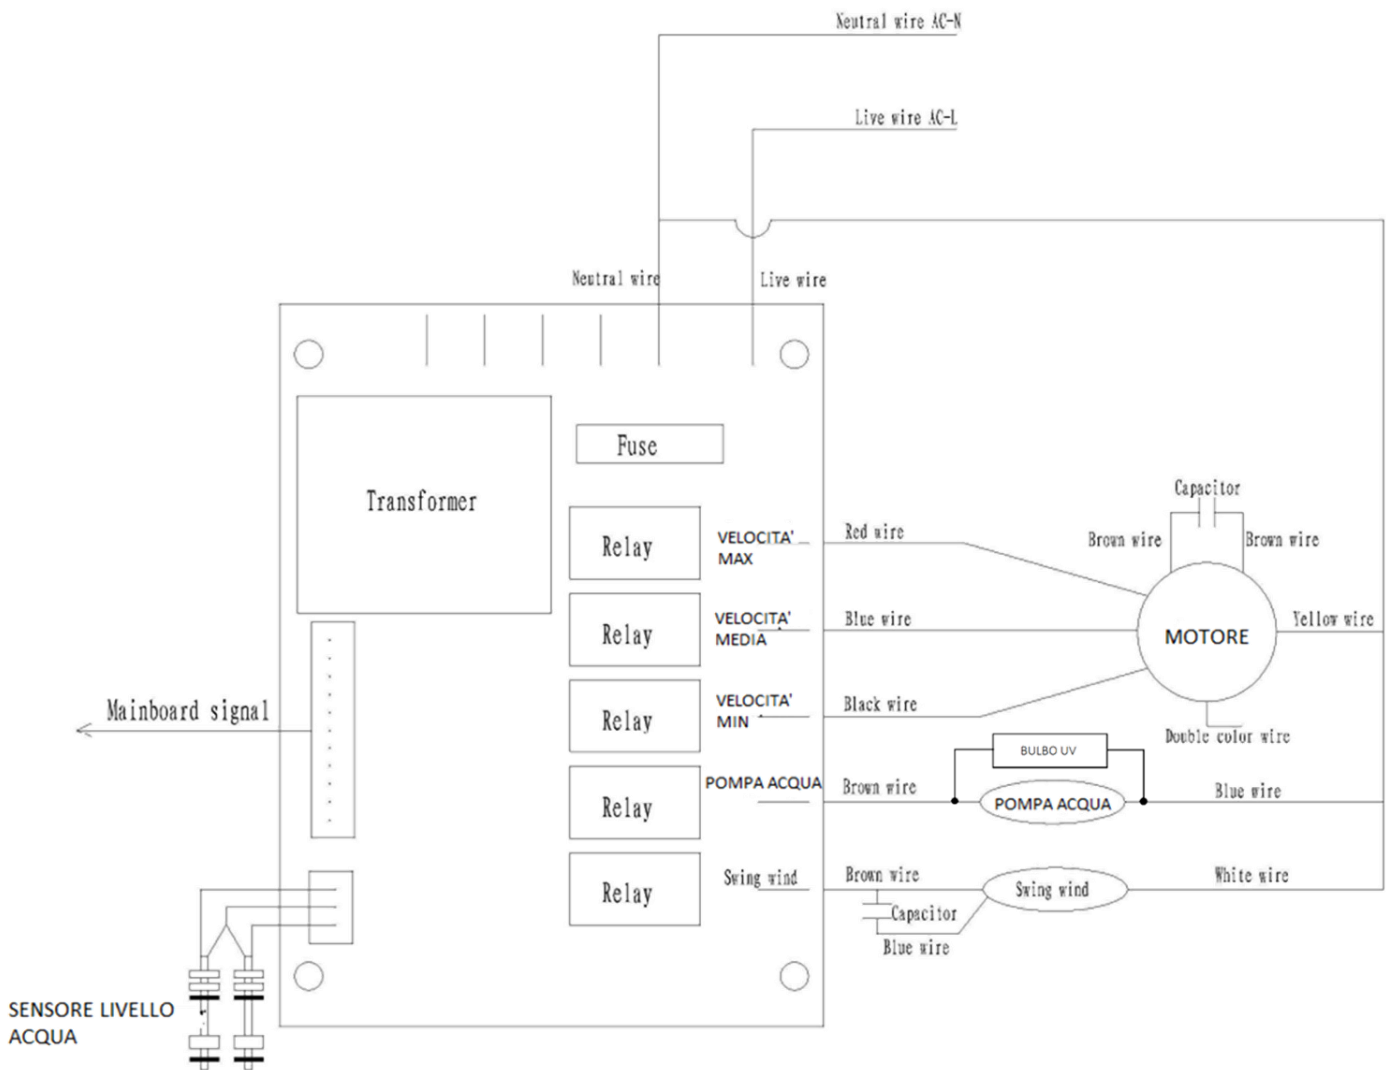 Neutral wire AC-N
Live wire AC-L
Neutral wire
Live wire
Fuse
Transformer
Capacitor
Brown wire
Brown wire
Relay
VELOCITA'
MAX
Red wire
Relay
VELOCITA'
MEDIA
Blue wire
MOTORE
Yellow wire
Mainboard signal
Relay
VELOCITA'
MIN
Black wire
Double color wire
BULBO UV
Relay
POMPA ACQUA
Brown wire
POMPA ACQUA
Blue wire
Relay
Swing wind
Brown wire
Swing wind
White wire
Capacitor
Blue wire
SENSORE LIVELLO
ACQUA